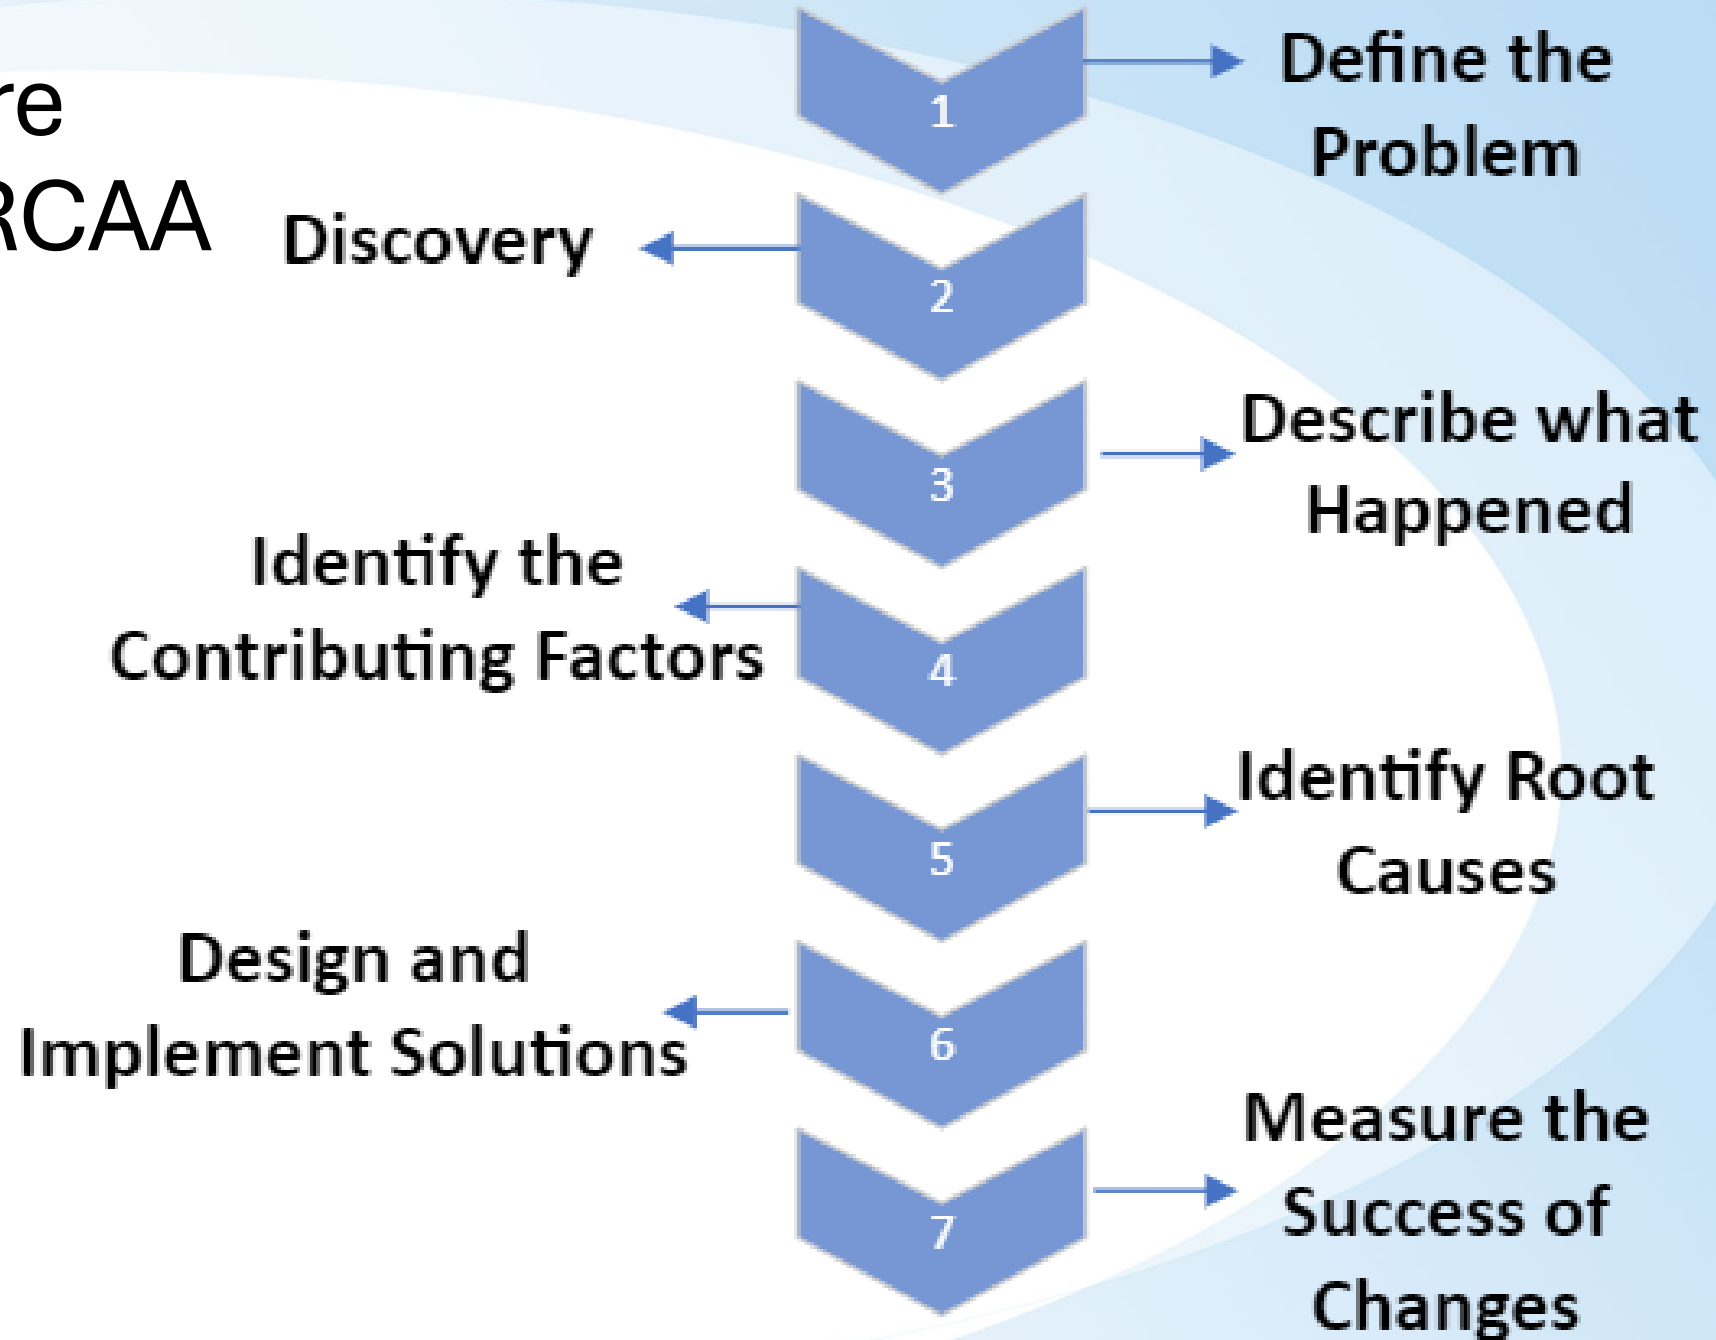 re
RCAA
1
Define the
Problem
Discovery
2
3
Describe what
Happened
Identify the
Contributing Factors
4
5
Identify Root
Causes
Design and
Implement Solutions
6
7
Measure the
Success of
Changes